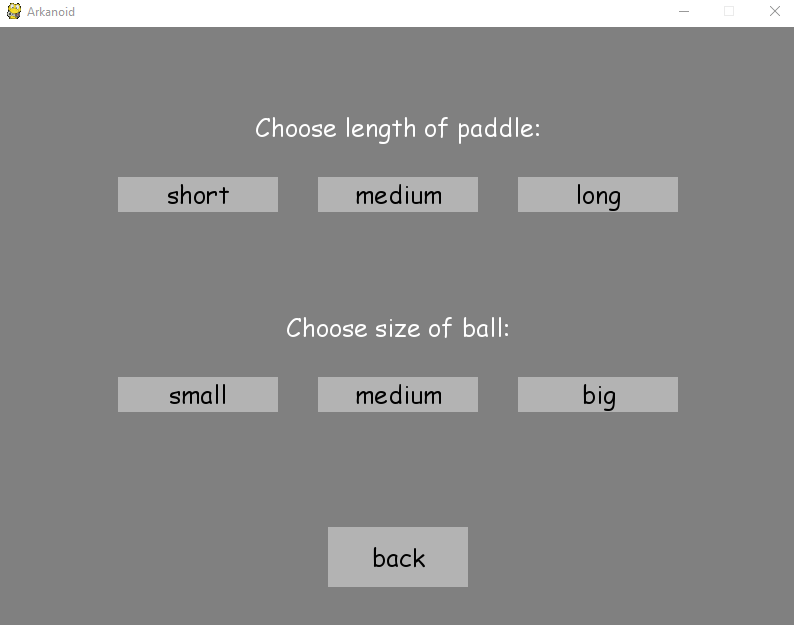 Arkanoid
Choose length of paddle:
short medium long
Choose size of ball:
small medium big
back